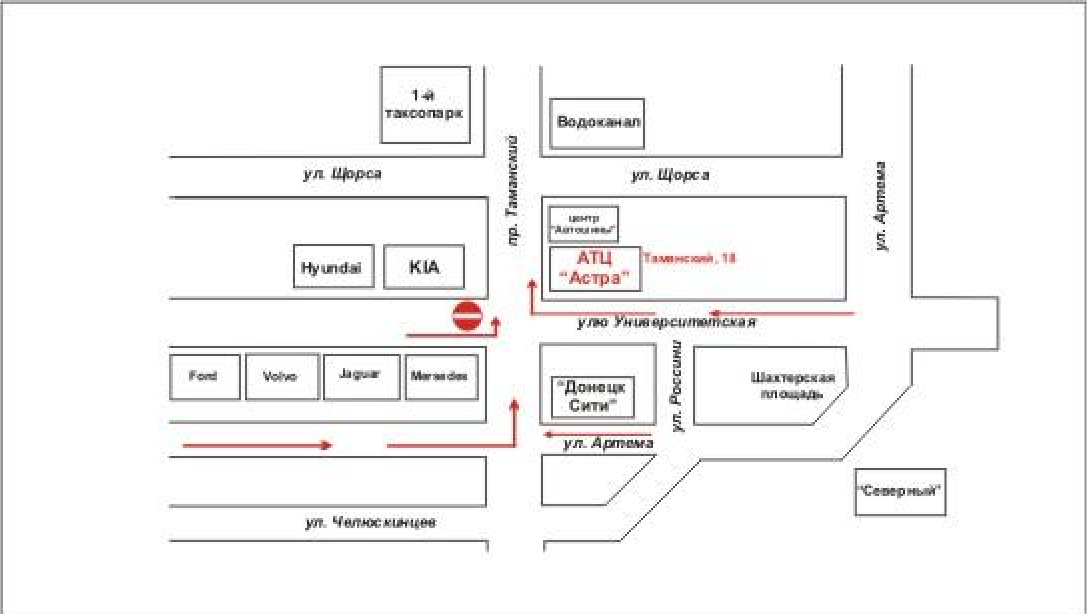 1-й
таксопарк
Водоканал
ул. Щорса
ул. Щорса
пр. Таманский
ул. Артема
центр
"Автошины"
АТЦ
"Астра"
Таманский, 18
Hyundai
KIA
улю Университетская
Ford
Volvo
Jaguar
Mersedes
"Донецк
Сити"
ул. Россини
Шахтерская
площадь
ул. Артема
"Северный"
ул. Челюскинцев